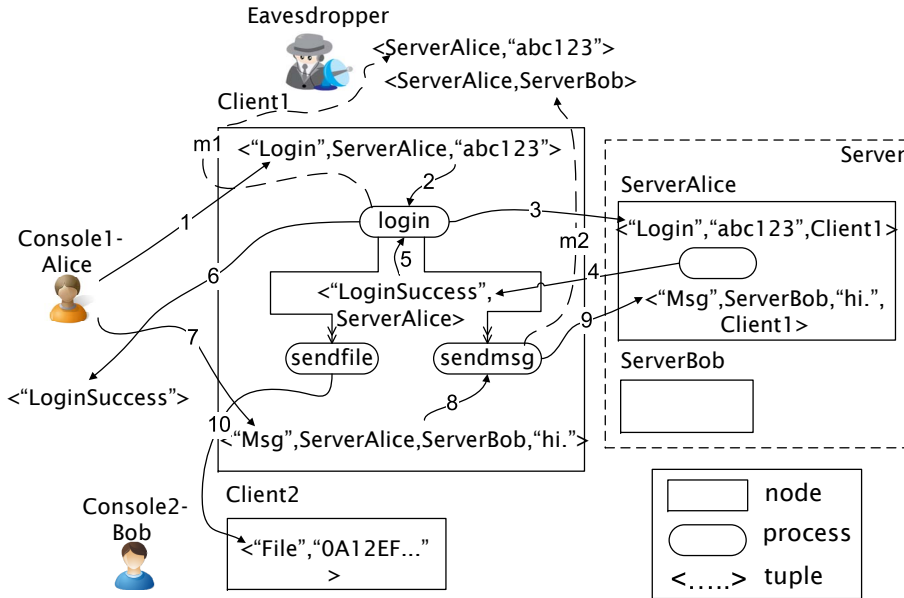 Eavesdropper
<ServerAlice,“abc123”>
<ServerAlice,ServerBob>
Client1
m1
<“Login”,ServerAlice,“abc123”>
Server
ServerAlice
2
login
3
<“Login”,“abc123”,Client1>
1
Console1-
Alice
6
5
m2
4
<“LoginSuccess”,
ServerAlice>
<“Msg”,ServerBob,“hi.”,
Client1>
7
9
sendfile
sendmsg
ServerBob
<“LoginSuccess”>
8
10
<“Msg”,ServerAlice,ServerBob,“hi.”>
Client2
Console2-
Bob
<“File”,“0A12EF...”
>
node
process
<.....> tuple